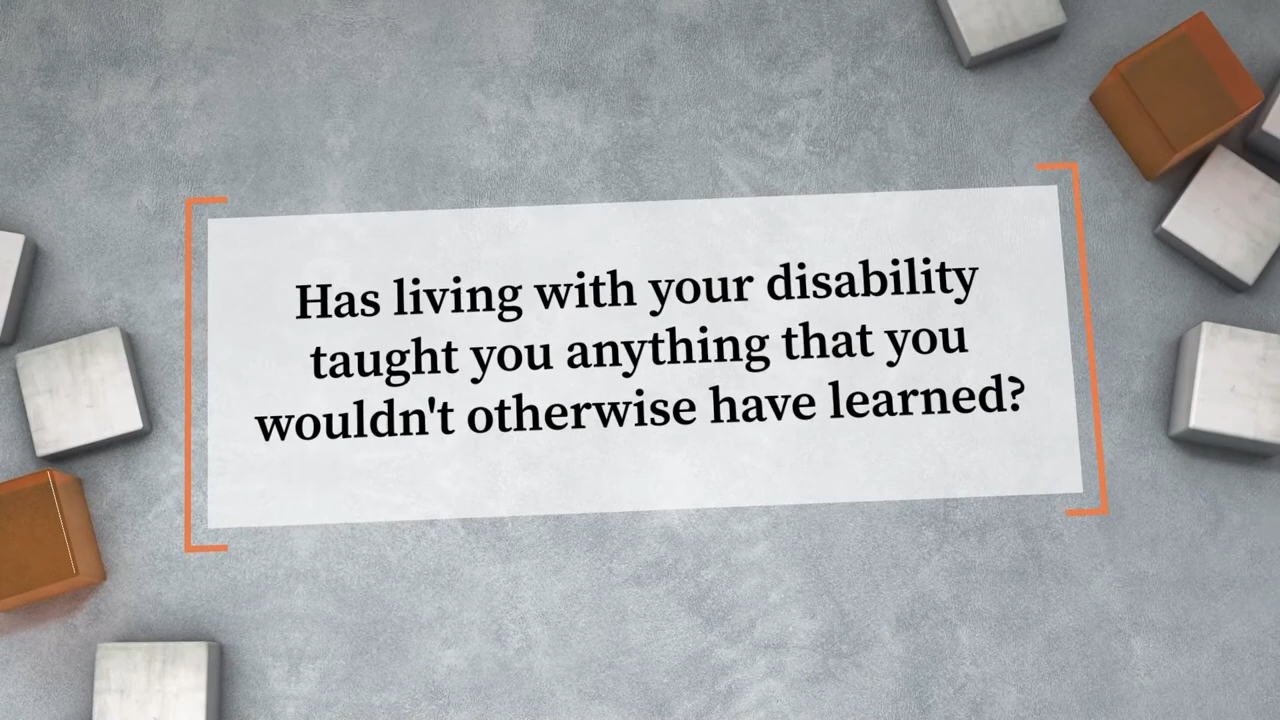 Has living with your disability
taught you anything that you
wouldn't otherwise have learned?